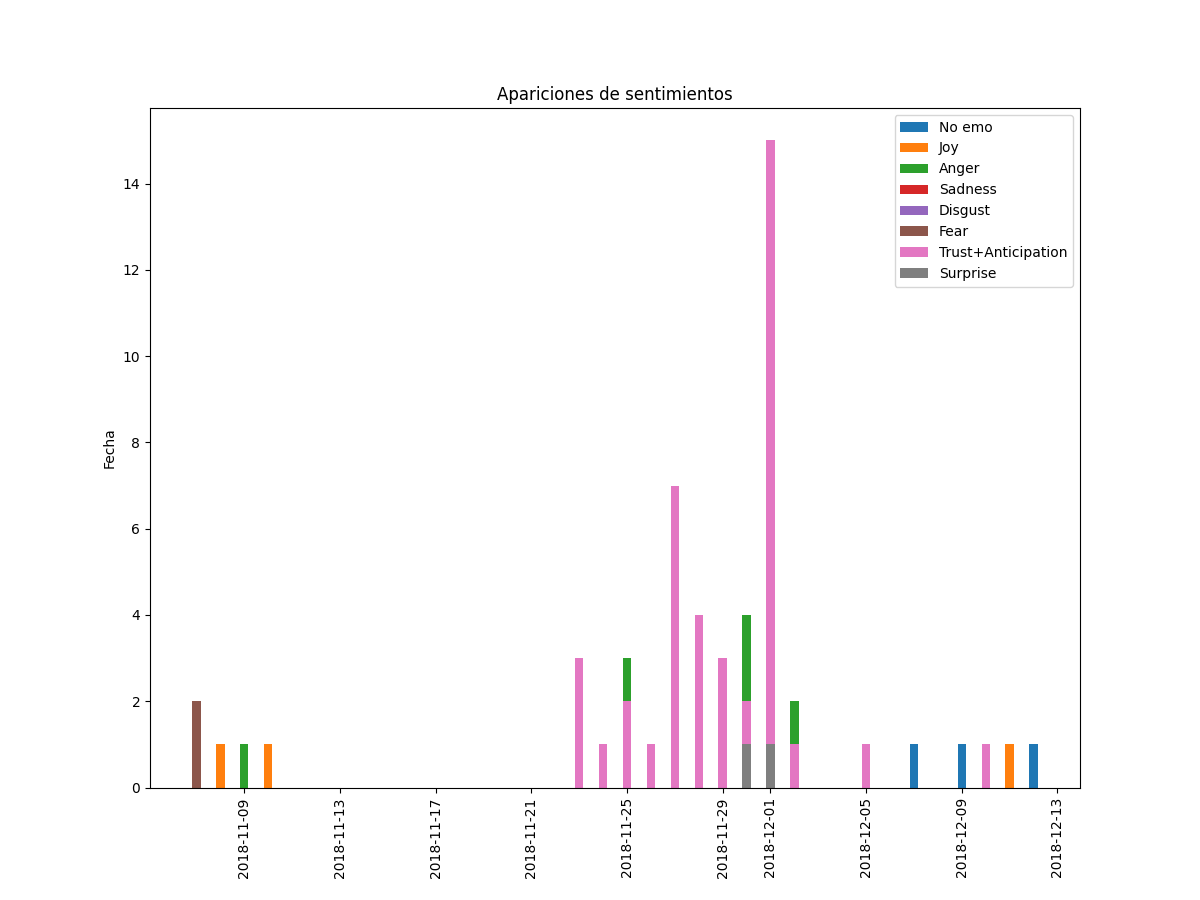 Apariciones de sentimientos
No emo
Joy
Anger
Sadness
Disgust
Fear
Trust+Anticipation
Surprise
Fecha
14
12
10
8
6
4
2
0
2018-11-09
2018-11-13
2018-11-17
2018-11-21
2018-11-25
2018-11-29
2018-12-01
2018-12-05
2018-12-09
2018-12-13